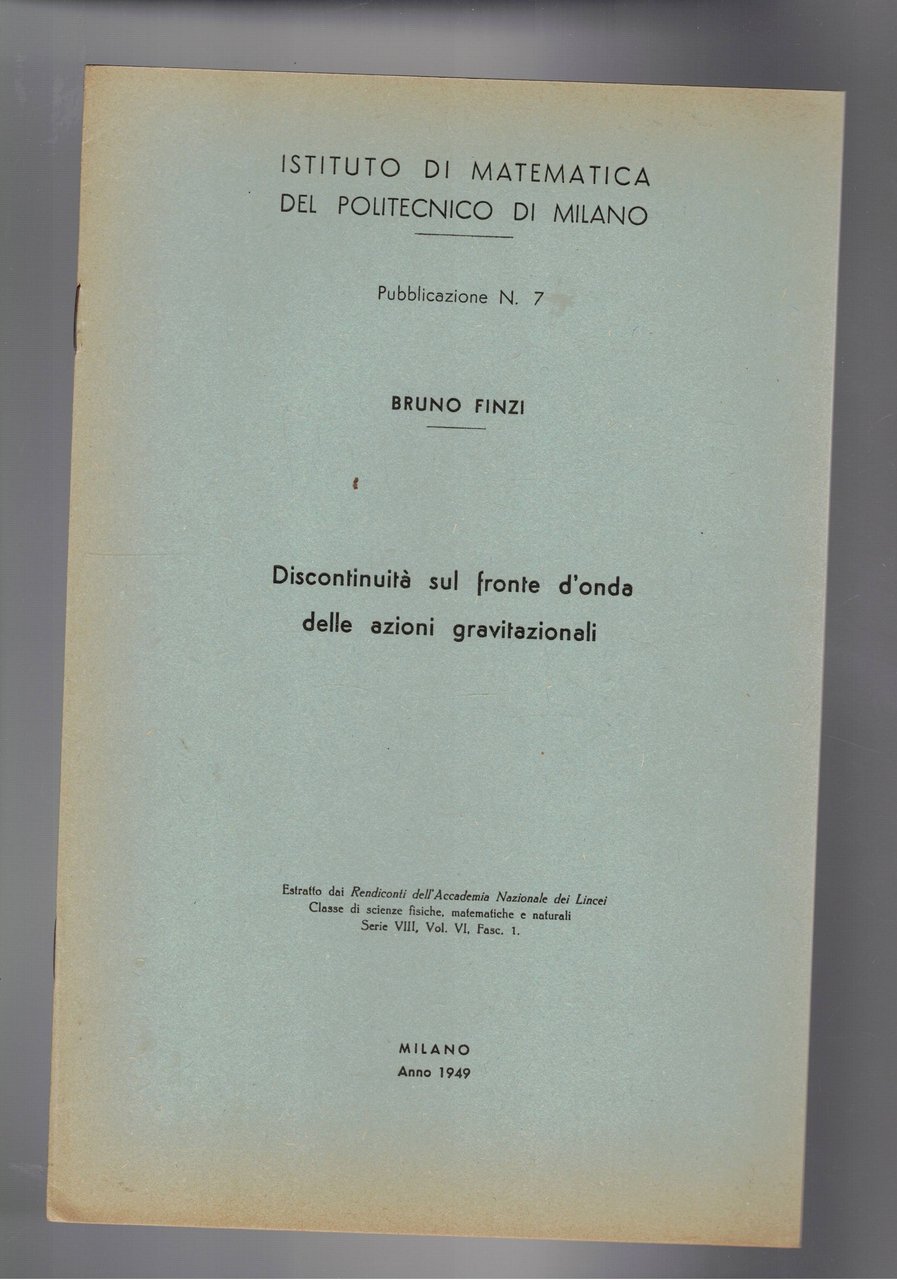 ISTITUTO DI MATEMATICA
DEL POLITECNICO DI MILANO
Pubblicazione N. 7
BRUNO FINZI
Discontinuità sul fronte d'onda
delle azioni gravitazionali
Estratto dai Rendiconti dell'Accademia Nazionale dei Lincei
Classe di scienze fisiche, matematiche e naturali
Serie VIII, Vol. VI, Fasc. 1.
MILANO
Anno 1949